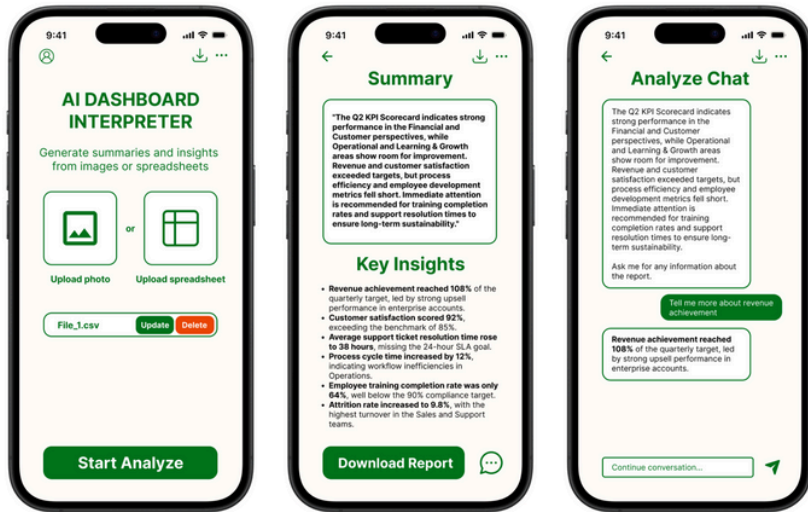 9:41
AI DASHBOARD
INTERPRETER
Generate summaries and insights
from images or spreadsheets
or
Upload photo
Upload spreadsheet
File_1.csv
Update
Delete
Start Analyze
9:41
Summary
"The Q2 KPI Scorecard indicates strong
performance in the Financial and
Customer perspectives, while
Operational and Learning & Growth
areas show room for improvement.
Revenue and customer satisfaction
exceeded targets, but process
efficiency and employee development
metrics fell short. Immediate attention
is recommended for training completion
rates and support resolution times to
ensure long-term sustainability."
Key Insights
• Revenue achievement reached 108% of the
quarterly target, led by strong upsell
performance in enterprise accounts.
• Customer satisfaction scored 92%,
exceeding the benchmark of 85%.
• Average support ticket resolution time rose
to 38 hours, missing the 24-hour SLA goal.
• Process cycle time increased by 12%,
indicating workflow inefficiencies in
Operations.
• Employee training completion rate was only
64%, well below the 90% compliance target.
• Attrition rate increased to 9.8%, with the
highest turnover in the Sales and Support
teams.
Download Report
9:41
Analyze Chat
The Q2 KPI Scorecard indicates
strong performance in the
Financial and Customer
perspectives, while Operational
and Learning & Growth areas
show room for improvement.
Revenue and customer
satisfaction exceeded targets, but
process efficiency and employee
development metrics fell short.
Immediate attention is
recommended for training
completion rates and support
resolution times to ensure long-
term sustainability.
Ask me for any information about
the report.
Tell me more about revenue
achievement
Revenue achievement reached
108% of the quarterly target, led
by strong upsell performance in
enterprise accounts.
Continue conversation...